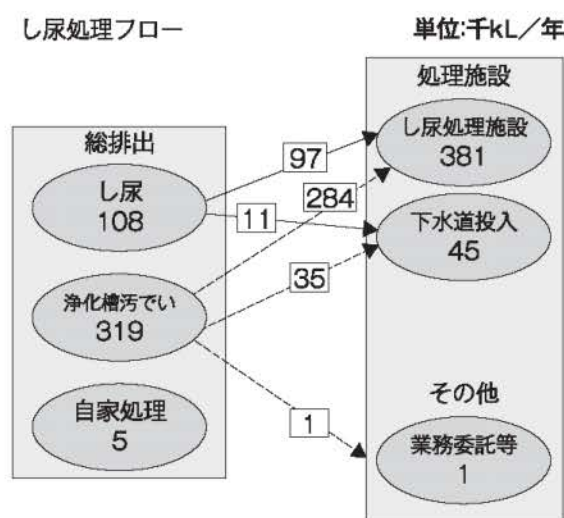 し尿処理フロー
単位:千kL／年
総排出
し尿
108
浄化槽汚でい
319
自家処理
5
97
284
11
35
1
処理施設
し尿処理施設
381
下水道投入
45
その他
業務委託等
1